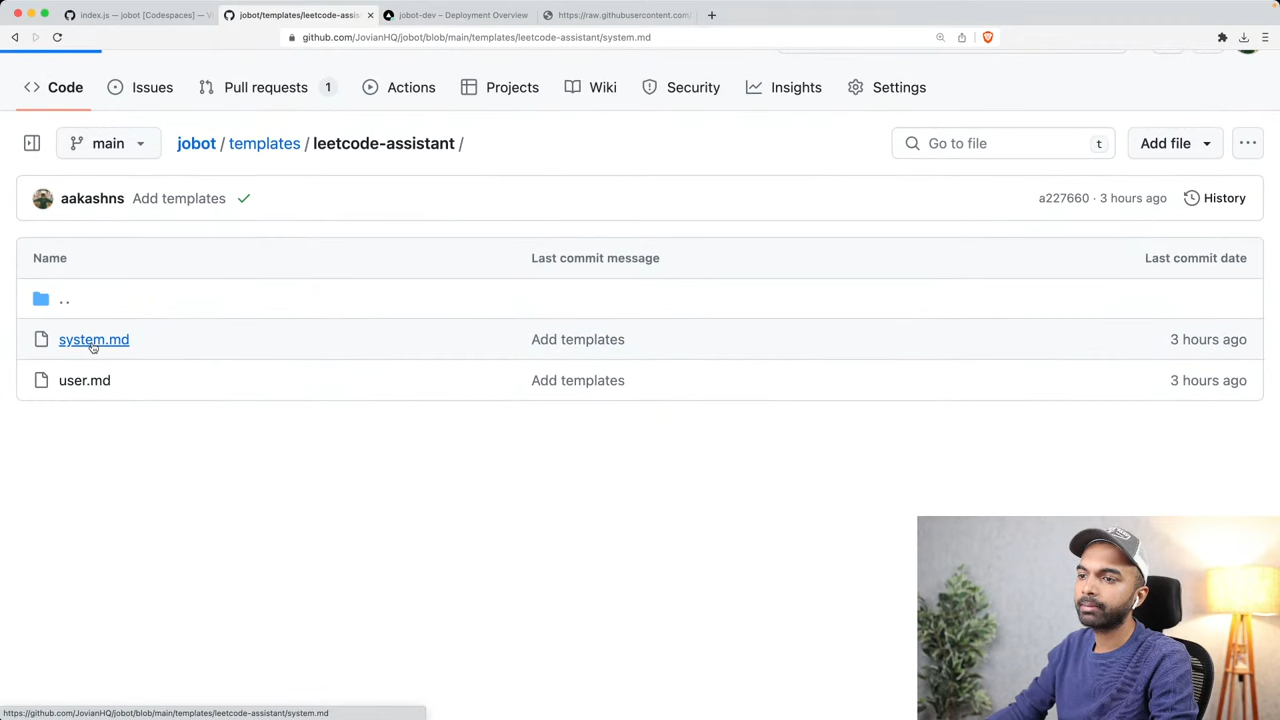 index.js — jobot [Codespaces] — V
jobot/templates/leetcode-assis
jobot-dev – Deployment Overview
https://raw.githubusercontent.com/
github.com/JovianHQ/jobot/blob/main/templates/leetcode-assistant/system.md
Code
Issues
Pull requests 1
Actions
Projects
Wiki
Security
Insights
Settings
main
jobot / templates / leetcode-assistant /
Go to file t
Add file
aakashns Add templates
a227660 · 3 hours ago
History
Name Last commit message Last commit date
..
system.md Add templates 3 hours ago
user.md Add templates 3 hours ago
https://github.com/JovianHQ/jobot/blob/main/templates/leetcode-assistant/system.md